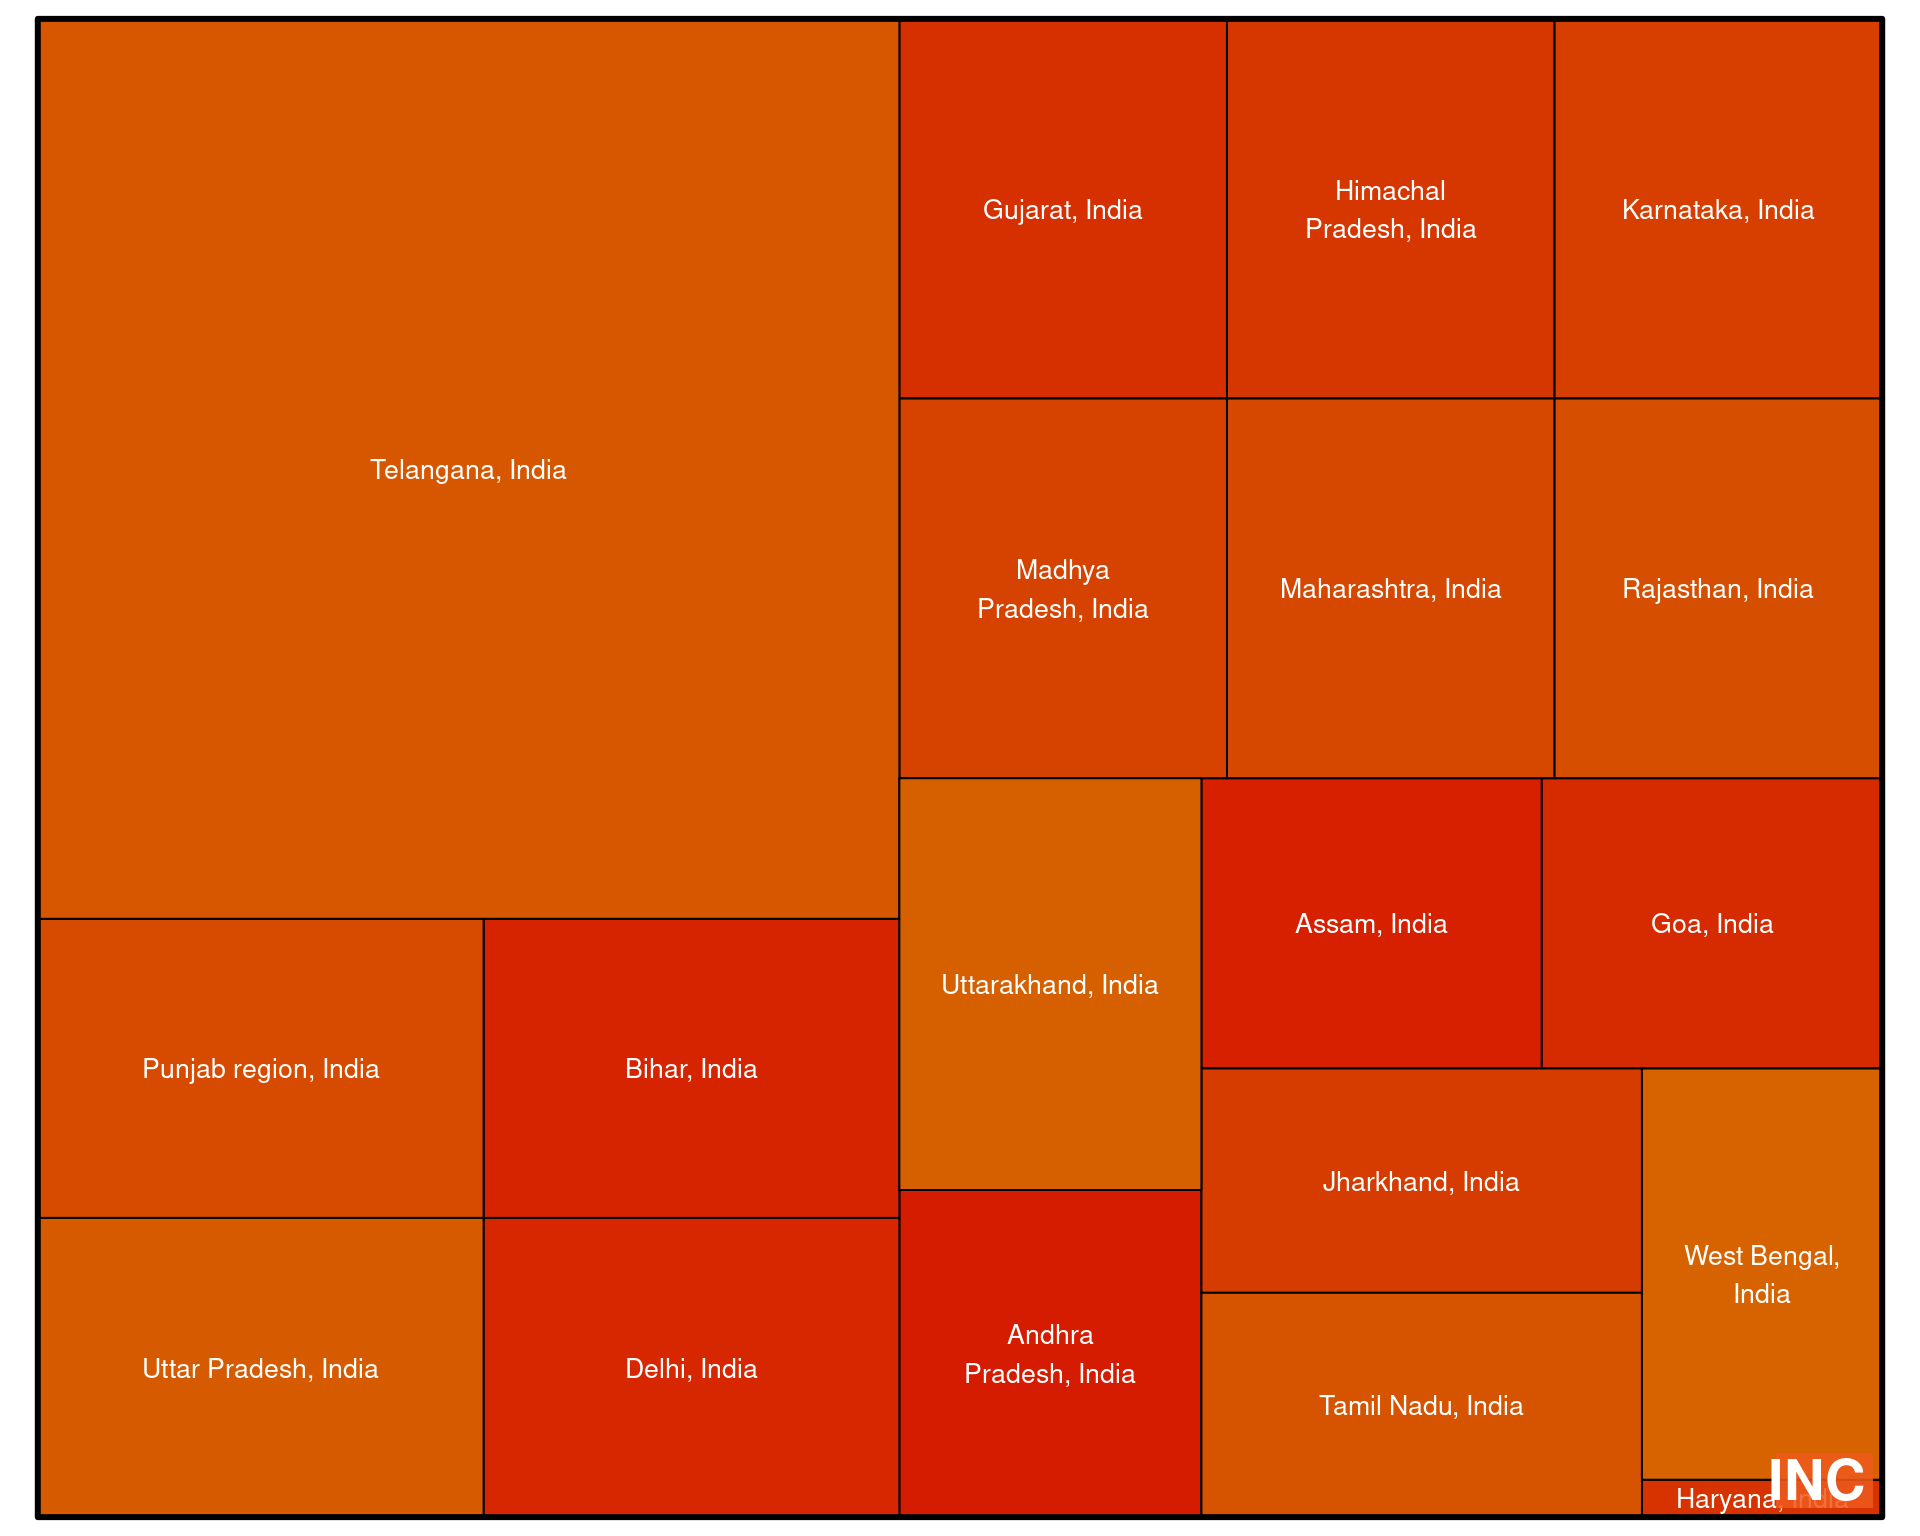 Gujarat, India
Himachal
Pradesh, India
Karnataka, India
Telangana, India
Madhya
Pradesh, India
Maharashtra, India
Rajasthan, India
Assam, India
Goa, India
Uttarakhand, India
Punjab region, India
Bihar, India
Jharkhand, India
West Bengal,
India
Uttar Pradesh, India
Delhi, India
Andhra
Pradesh, India
Tamil Nadu, India
Haryana, India
INC